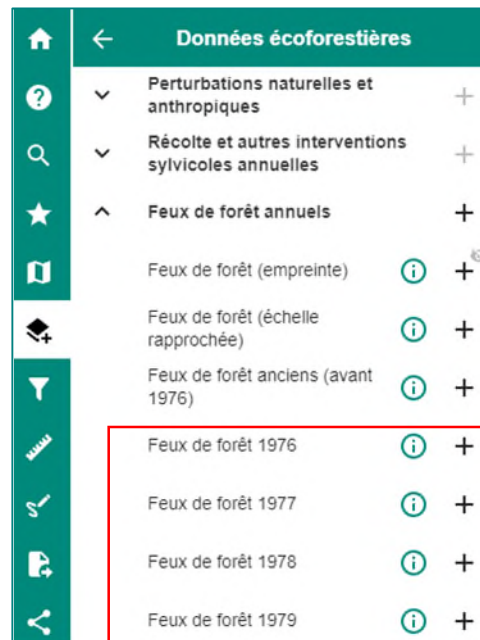 Données écoforestières
Perturbations naturelles et
anthropiques
Récolte et autres interventions
sylvicoles annuelles
Feux de forêt annuels
Feux de forêt (empreinte)
Feux de forêt (échelle
rapprochée)
Feux de forêt anciens (avant
1976)
Feux de forêt 1976
Feux de forêt 1977
Feux de forêt 1978
Feux de forêt 1979